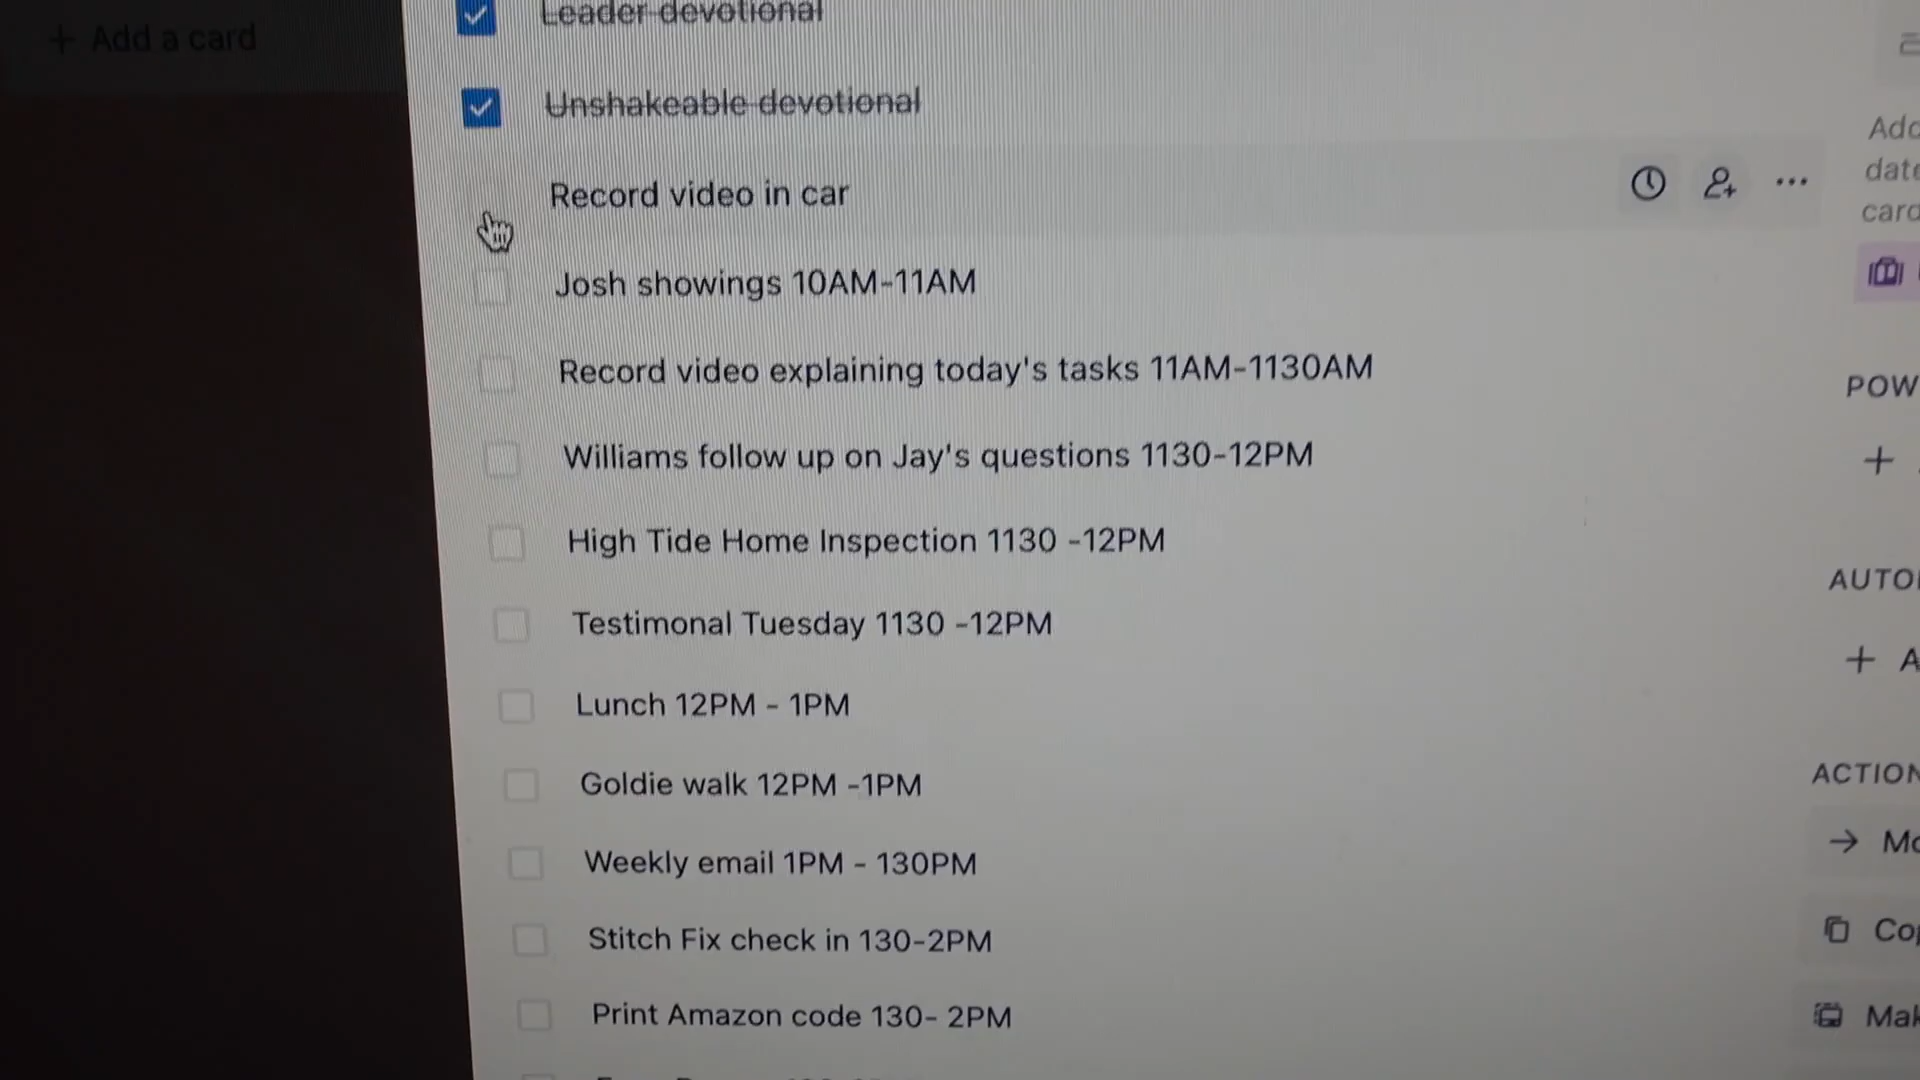 + Add a card
Leader devotional
Unshakeable devotional
Record video in car
Josh showings 10AM-11AM
Record video explaining today's tasks 11AM-1130AM
Williams follow up on Jay's questions 1130-12PM
High Tide Home Inspection 1130 -12PM
Testimonal Tuesday 1130 -12PM
Lunch 12PM - 1PM
Goldie walk 12PM -1PM
Weekly email 1PM - 130PM
Stitch Fix check in 130-2PM
Print Amazon code 130- 2PM
date
card
POW
+
AUTO
+ A
ACTION